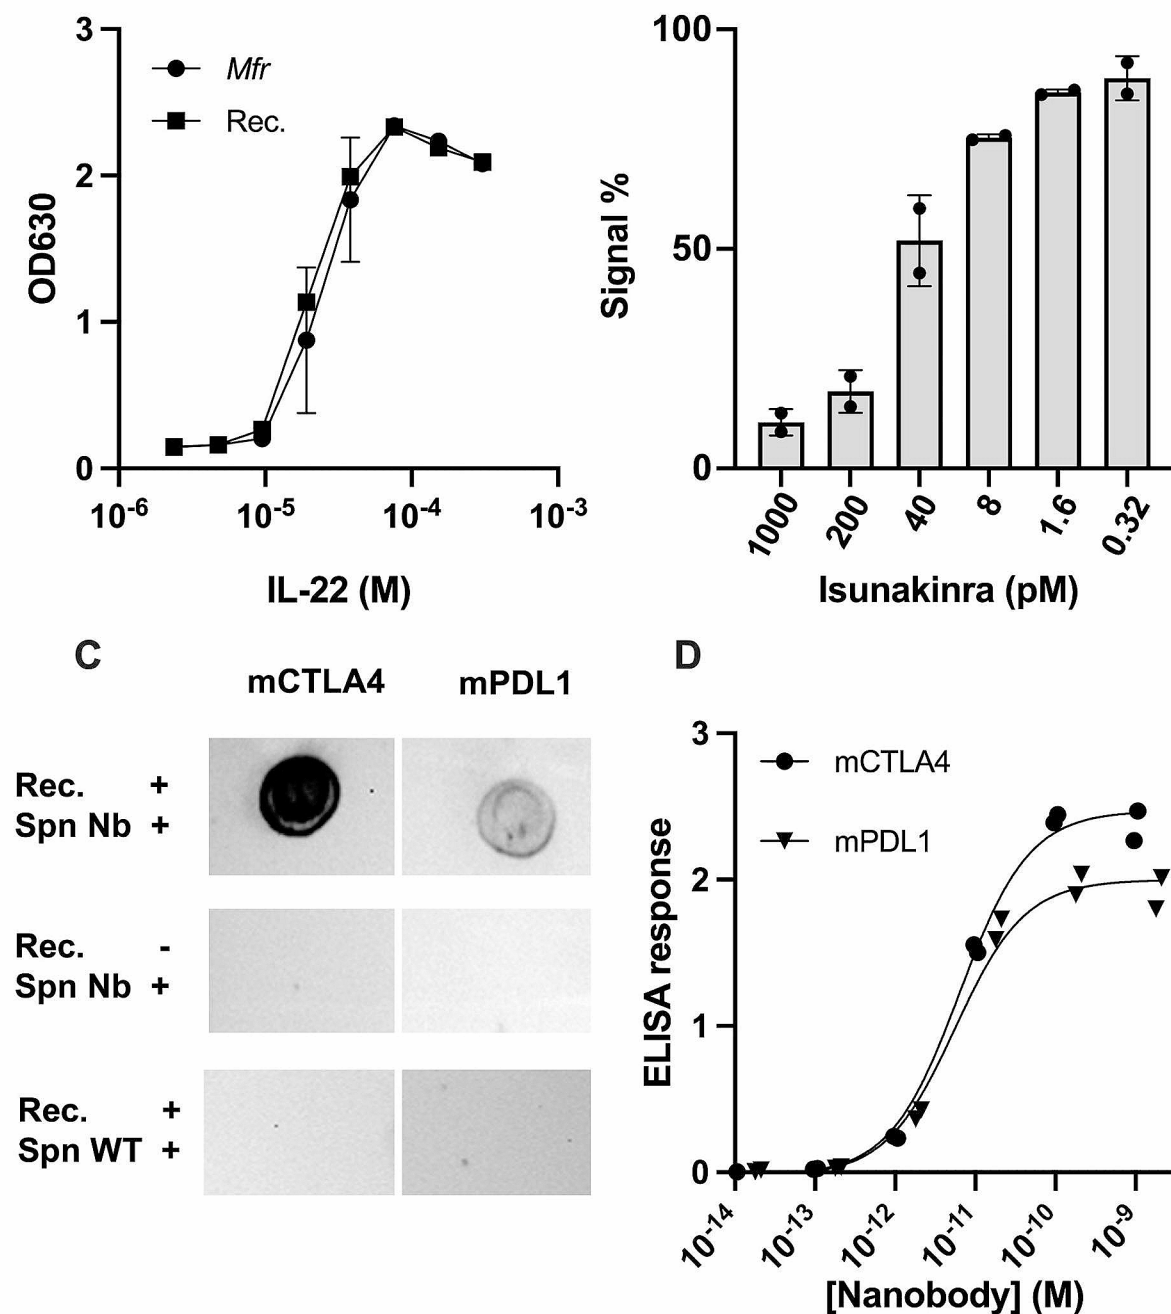 3
2
1
0
OD630
Mfr
Rec.
10-6
10-5
10-4
10-3
IL-22 (M)
100
50
0
Signal %
1000
200
40
8
1.6
0.32
Isunakinra (pM)
C
mCTLA4
mPDL1
Rec. +
Spn Nb +
Rec. -
Spn Nb +
Rec. +
Spn WT +
D
3
2
1
0
ELISA response
mCTLA4
mPDL1
10-14
10-13
10-12
10-11
10-10
10-9
[Nanobody] (M)